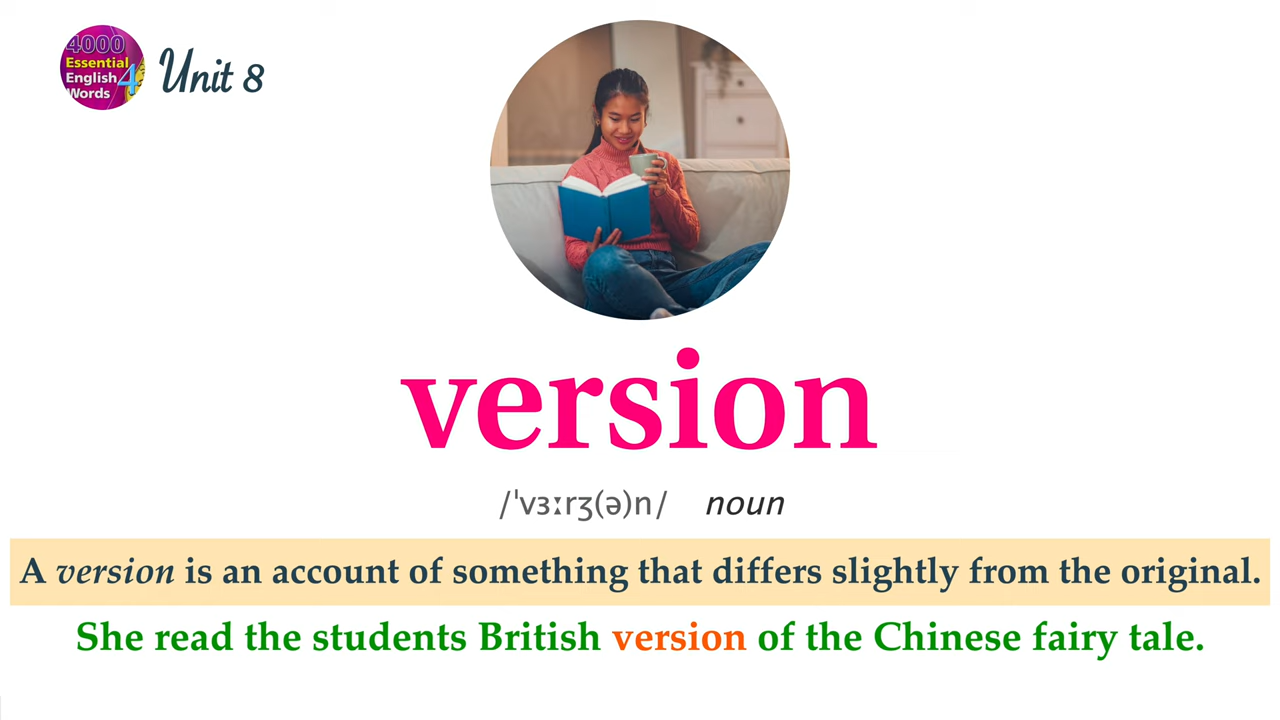 4000
Essential
English
Words 4
Unit 8
version
/ˈvɜːrʒ(ə)n/ noun
A version is an account of something that differs slightly from the original.
She read the students British version of the Chinese fairy tale.